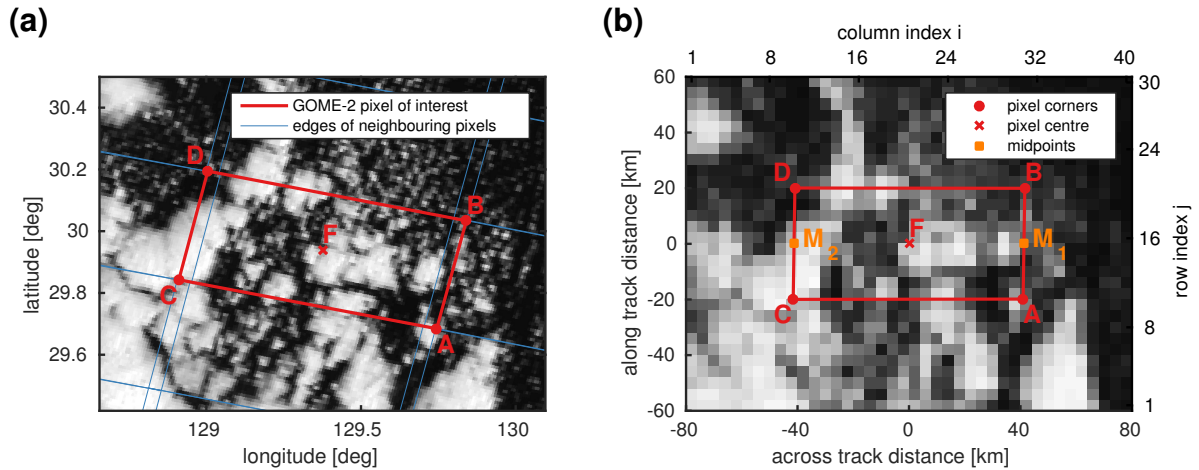 (a)
GOME-2 pixel of interest
edges of neighbouring pixels
30.4
30.2
30
29.8
29.6
129
129.5
130
longitude [deg]
latitude [deg]
D
B
F
C
A
(b)
column index i
1
8
16
24
32
40
pixel corners
pixel centre
midpoints
60
40
20
0
-20
-40
-60
-80
-40
0
40
80
across track distance [km]
along track distance [km]
30
24
16
8
1
row index j
D
B
F
M 2
M 1
C
A